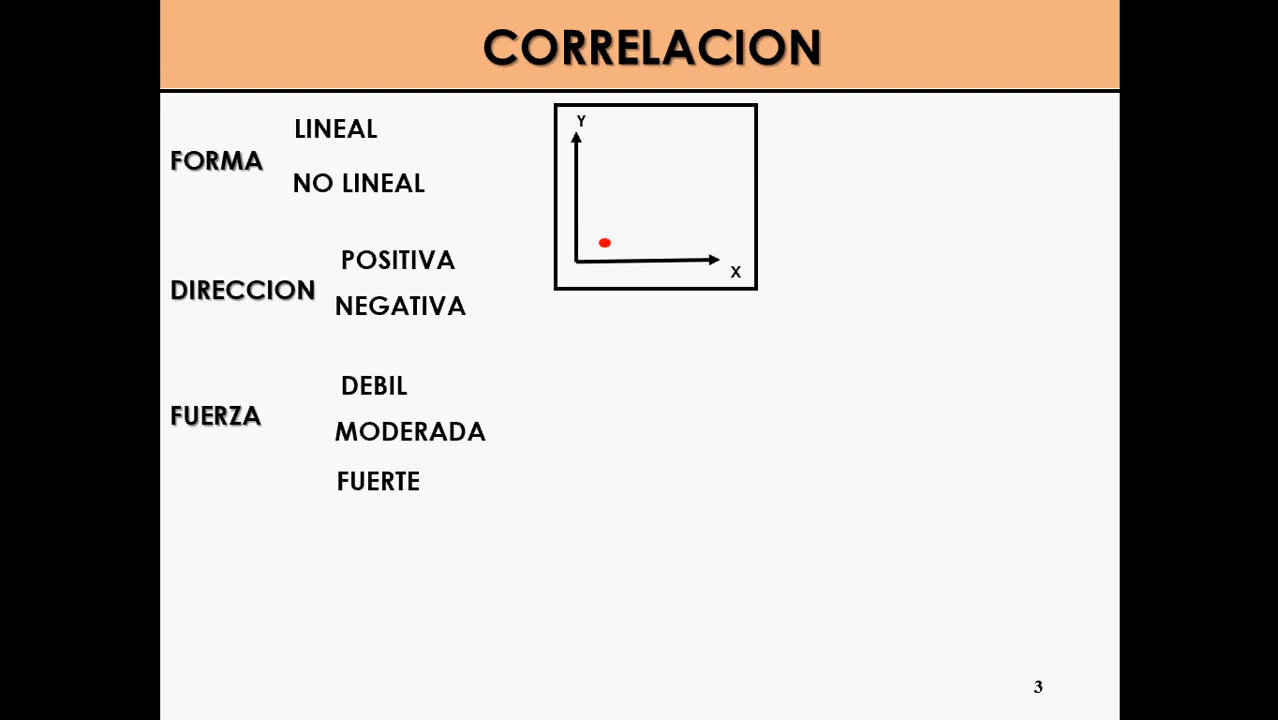 CORRELACION
LINEAL
FORMA
NO LINEAL
POSITIVA
DIRECCION
NEGATIVA
DEBIL
FUERZA
MODERADA
FUERTE
Y
X
3